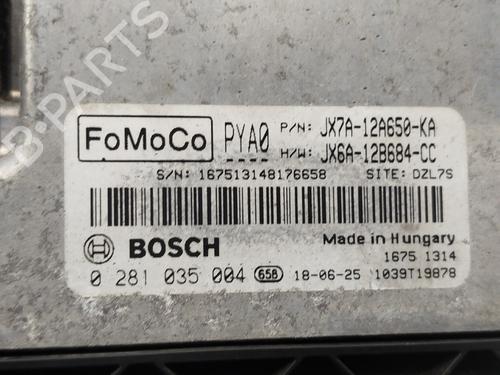 B-PARTS
FoMoCo PYA0 P/N: JX7A-12A650-KA
H/W: JX6A-12B684-CC
S/N: 167513148176658 SITE: DZL7S
BOSCH Made in Hungary
1675 1314
0 281 035 004 658 18-06-25 1039T19878